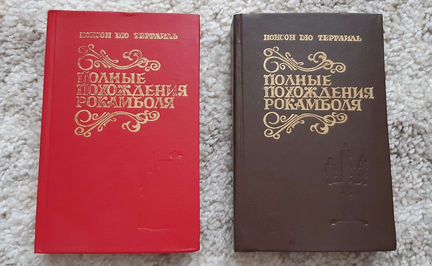 ПОНСОН ДЮ ТЕРРАЙЛЬ
ПОЛНЫЕ
ПОХОЖДЕНИЯ
РОКАМБОЛЯ
ПОНСОН ДЮ ТЕРРАЙЛЬ
ПОЛНЫЕ
ПОХОЖДЕНИЯ
РОКАМБОЛЯ